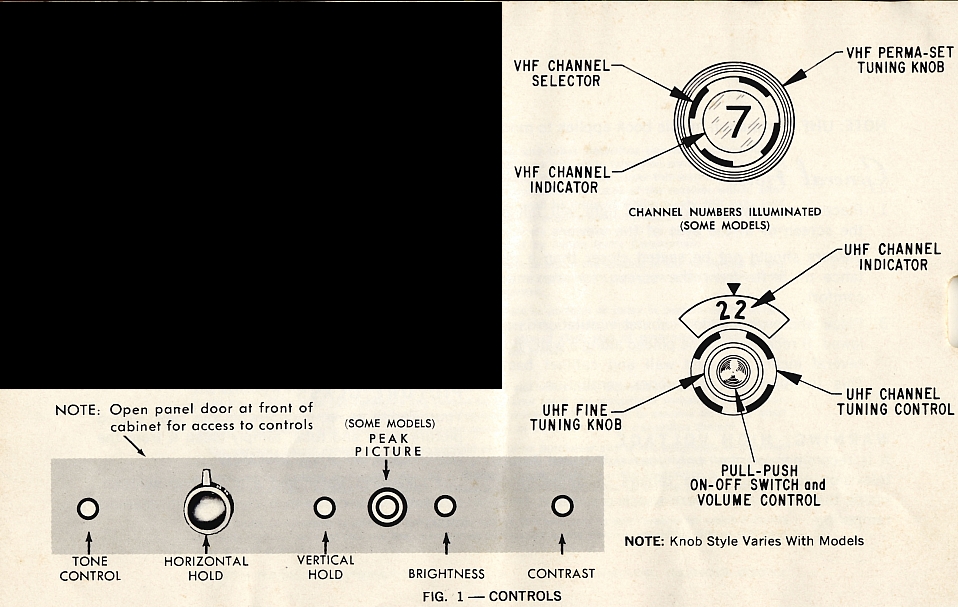 VHF CHANNEL
SELECTOR
VHF PERMA-SET
TUNING KNOB
7
VHF CHANNEL
INDICATOR
CHANNEL NUMBERS ILLUMINATED
(SOME MODELS)
UHF CHANNEL
INDICATOR
22
UHF FINE
TUNING KNOB
UHF CHANNEL
TUNING CONTROL
PULL-PUSH
ON-OFF SWITCH and
VOLUME CONTROL
NOTE: Knob Style Varies With Models
NOTE: Open panel door at front of
cabinet for access to controls
(SOME MODELS)
PEAK
PICTURE
TONE
CONTROL
HORIZONTAL
HOLD
VERTICAL
HOLD
BRIGHTNESS
CONTRAST
FIG. 1 — CONTROLS